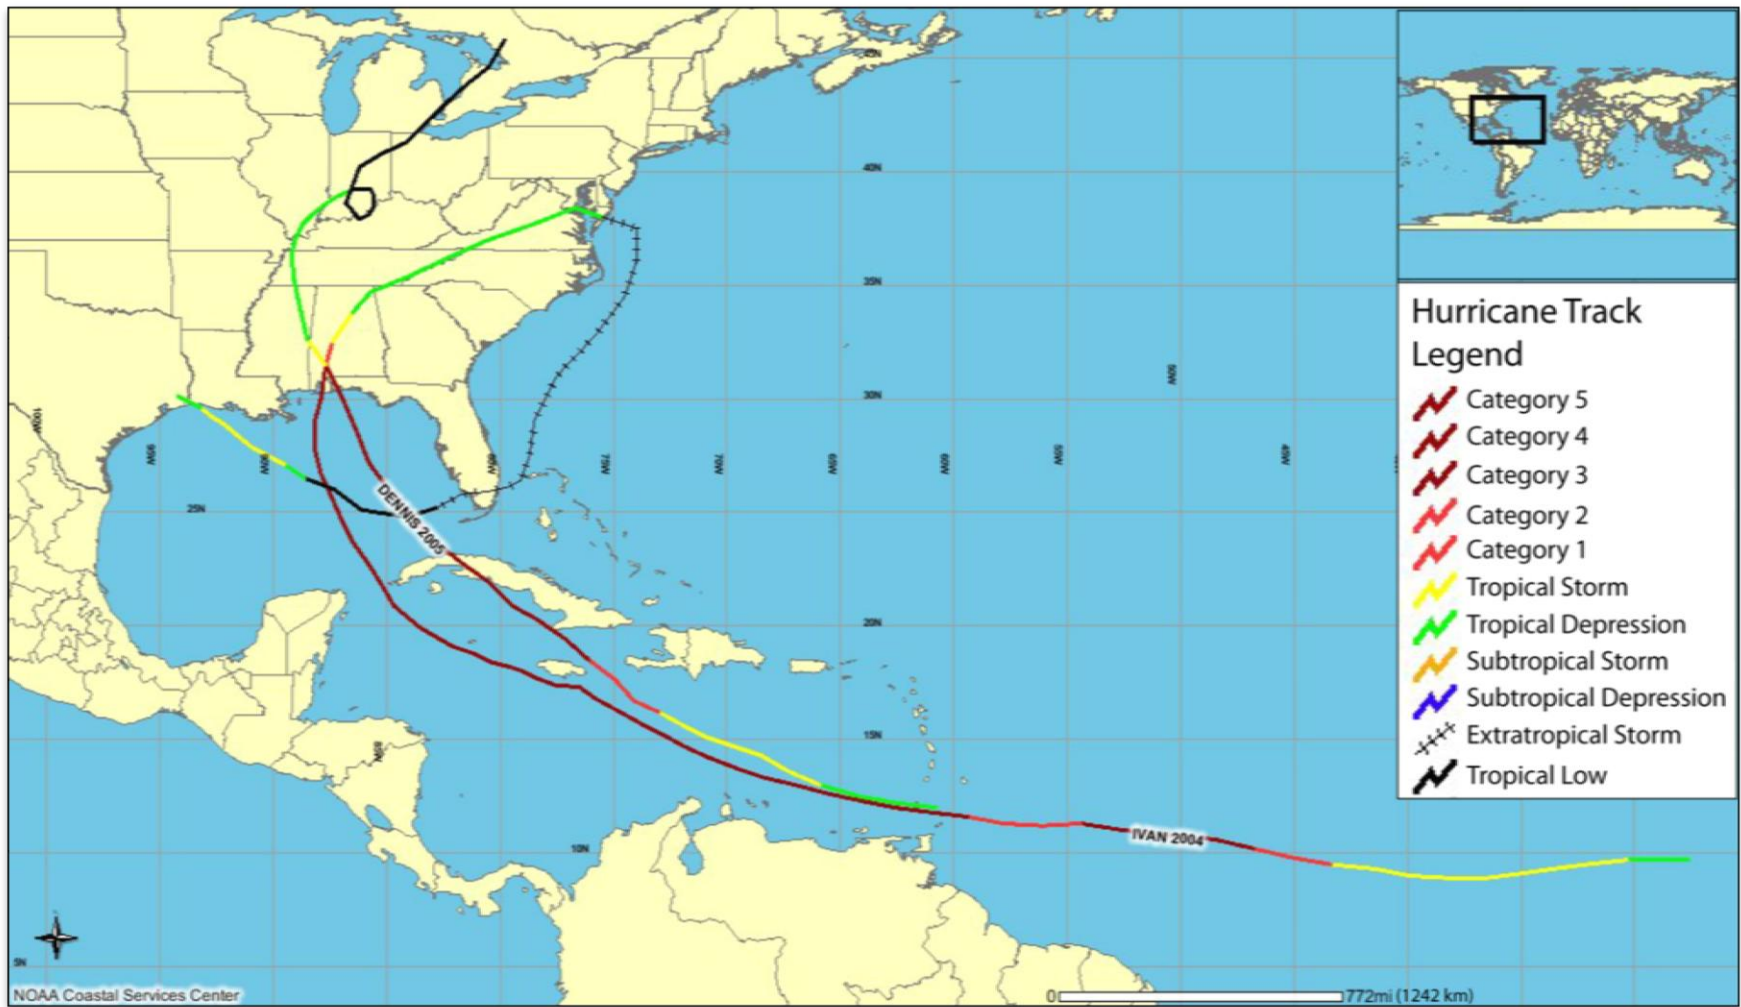 45N
40N
35N
30N
100W
95W
90W
85W
75W
70W
65W
60W
55W
50W
45W
25N
DENNIS 2005
20N
15N
85W
IVAN 2004
10N
5N
NOAA Coastal Services Center
0 772mi (1242 km)
Hurricane Track
Legend
Category 5
Category 4
Category 3
Category 2
Category 1
Tropical Storm
Tropical Depression
Subtropical Storm
Subtropical Depression
Extratropical Storm
Tropical Low